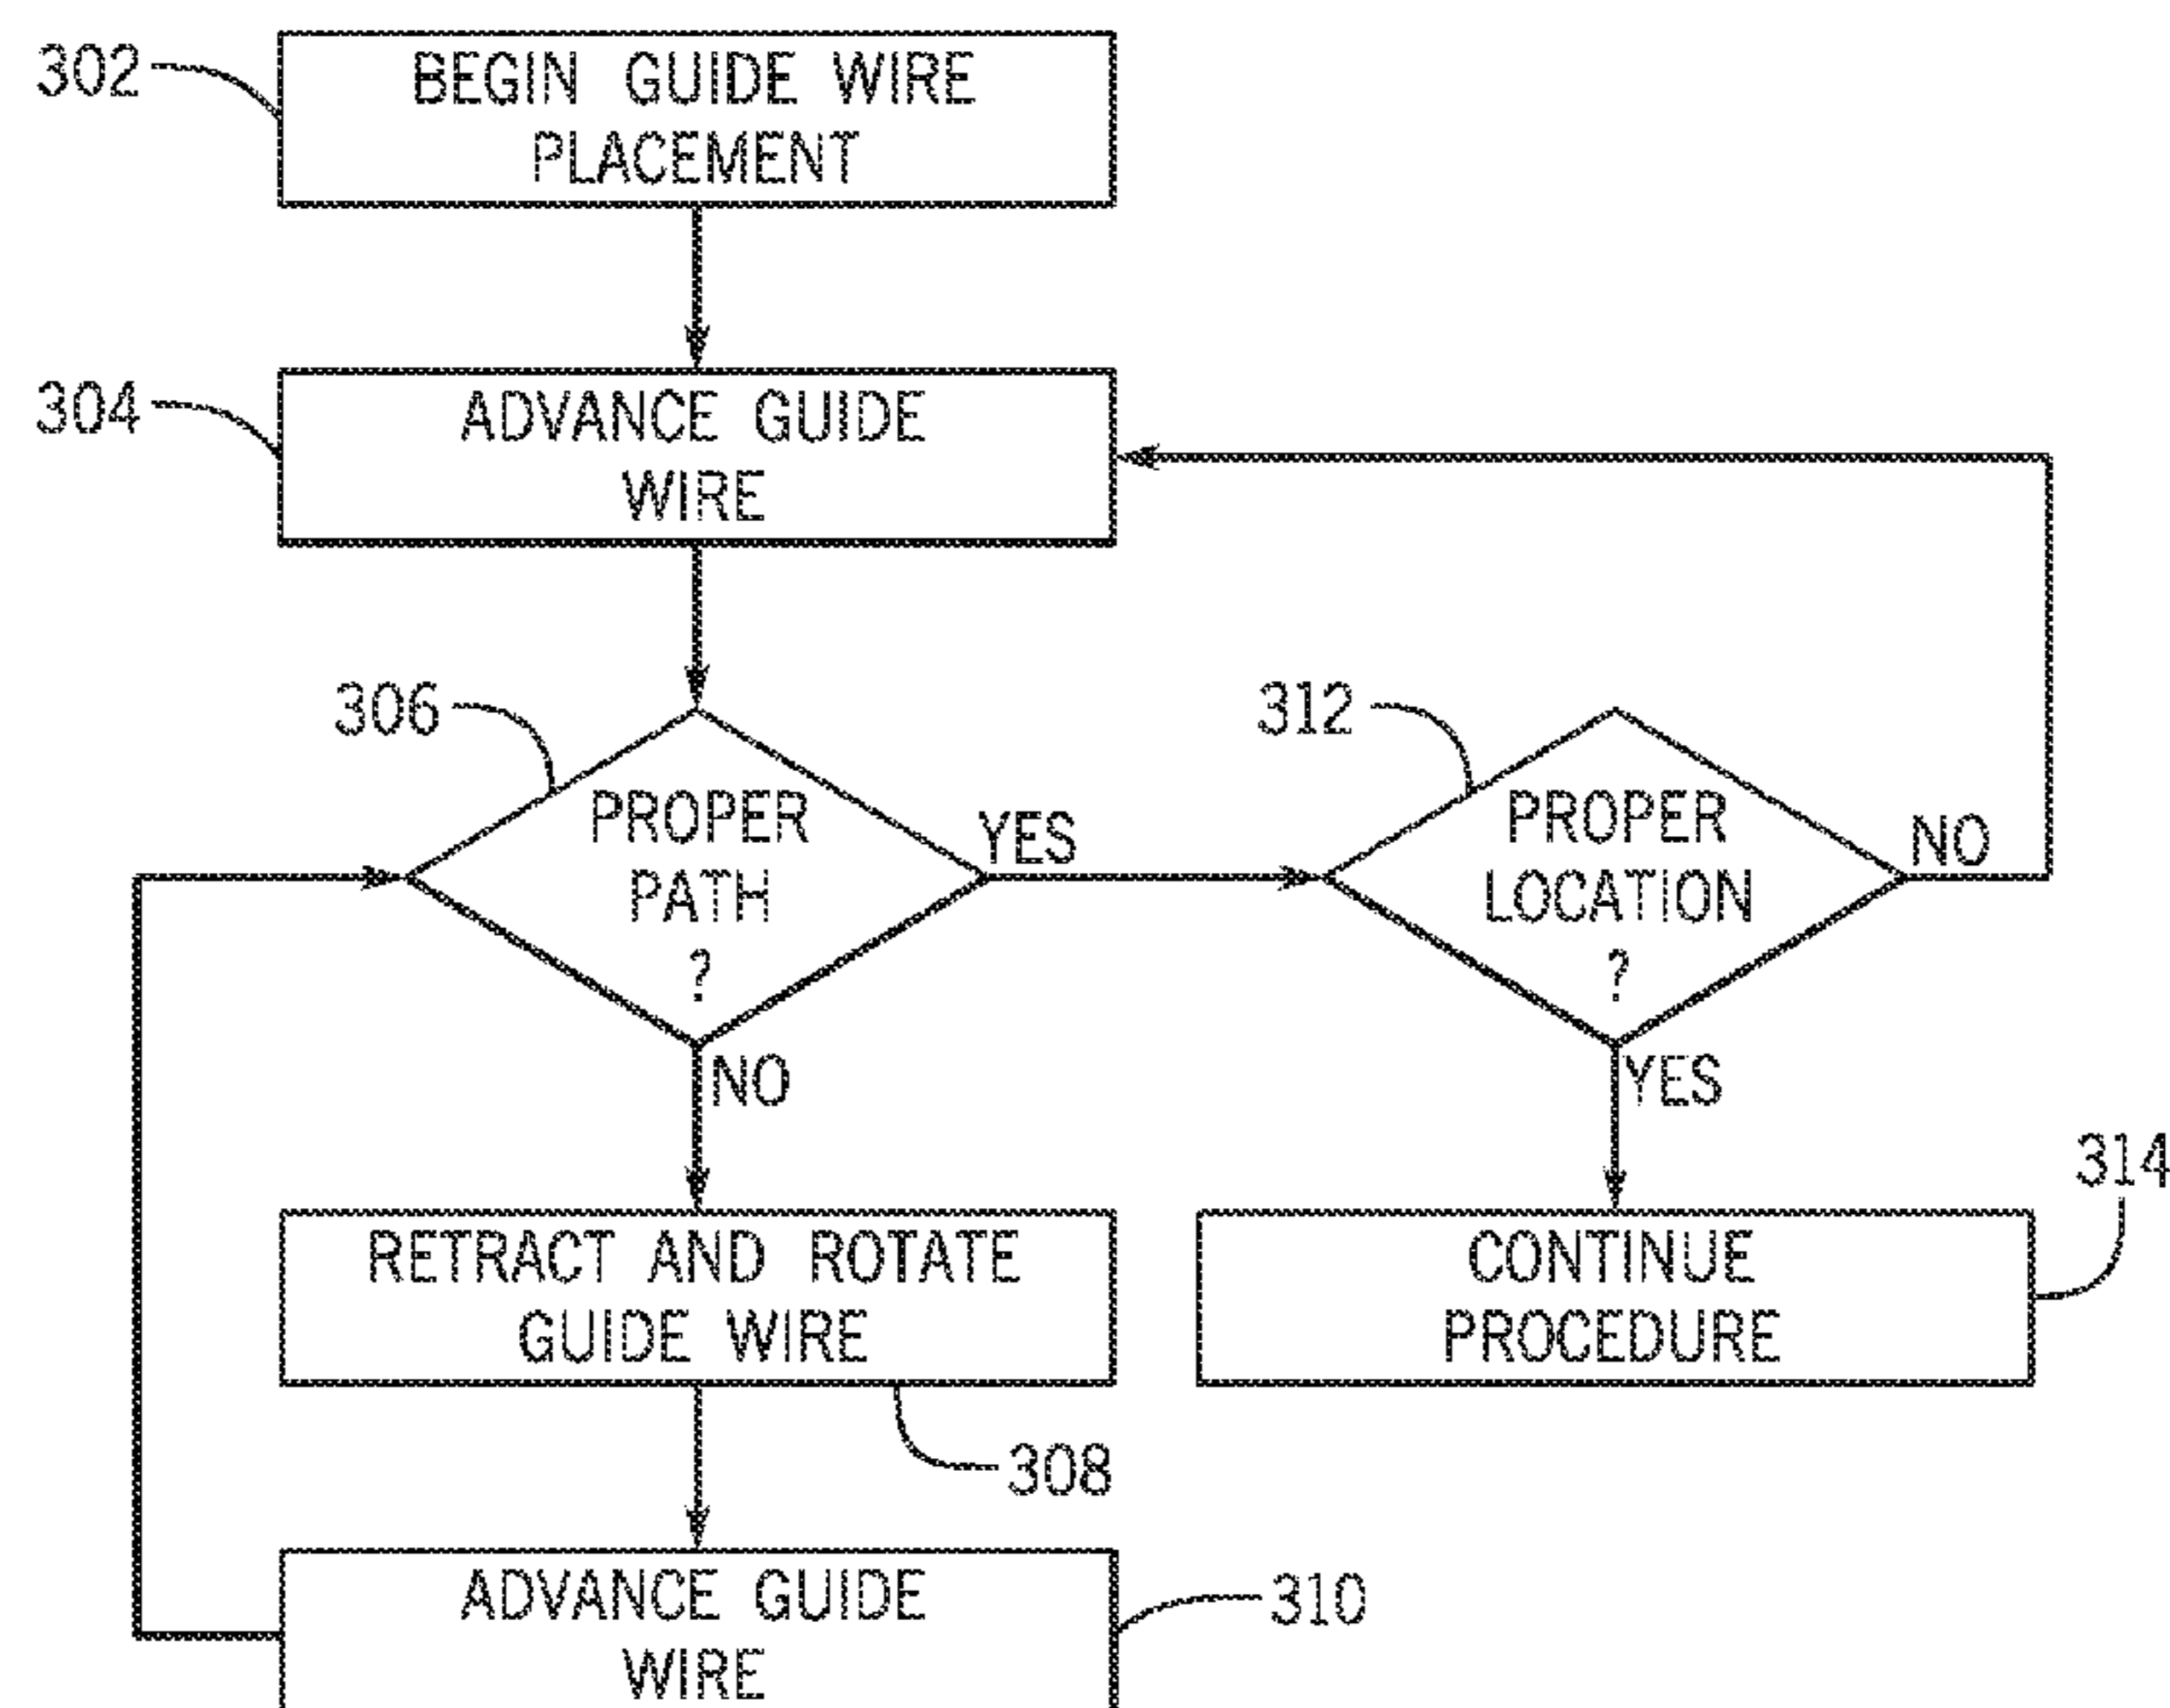 302
BEGIN GUIDE WIRE
PLACEMENT
304
ADVANCE GUIDE
WIRE
306
PROPER
PATH
?
YES
NO
312
PROPER
LOCATION
?
NO
YES
RETRACT AND ROTATE
GUIDE WIRE
308
CONTINUE
PROCEDURE
314
ADVANCE GUIDE
WIRE
310